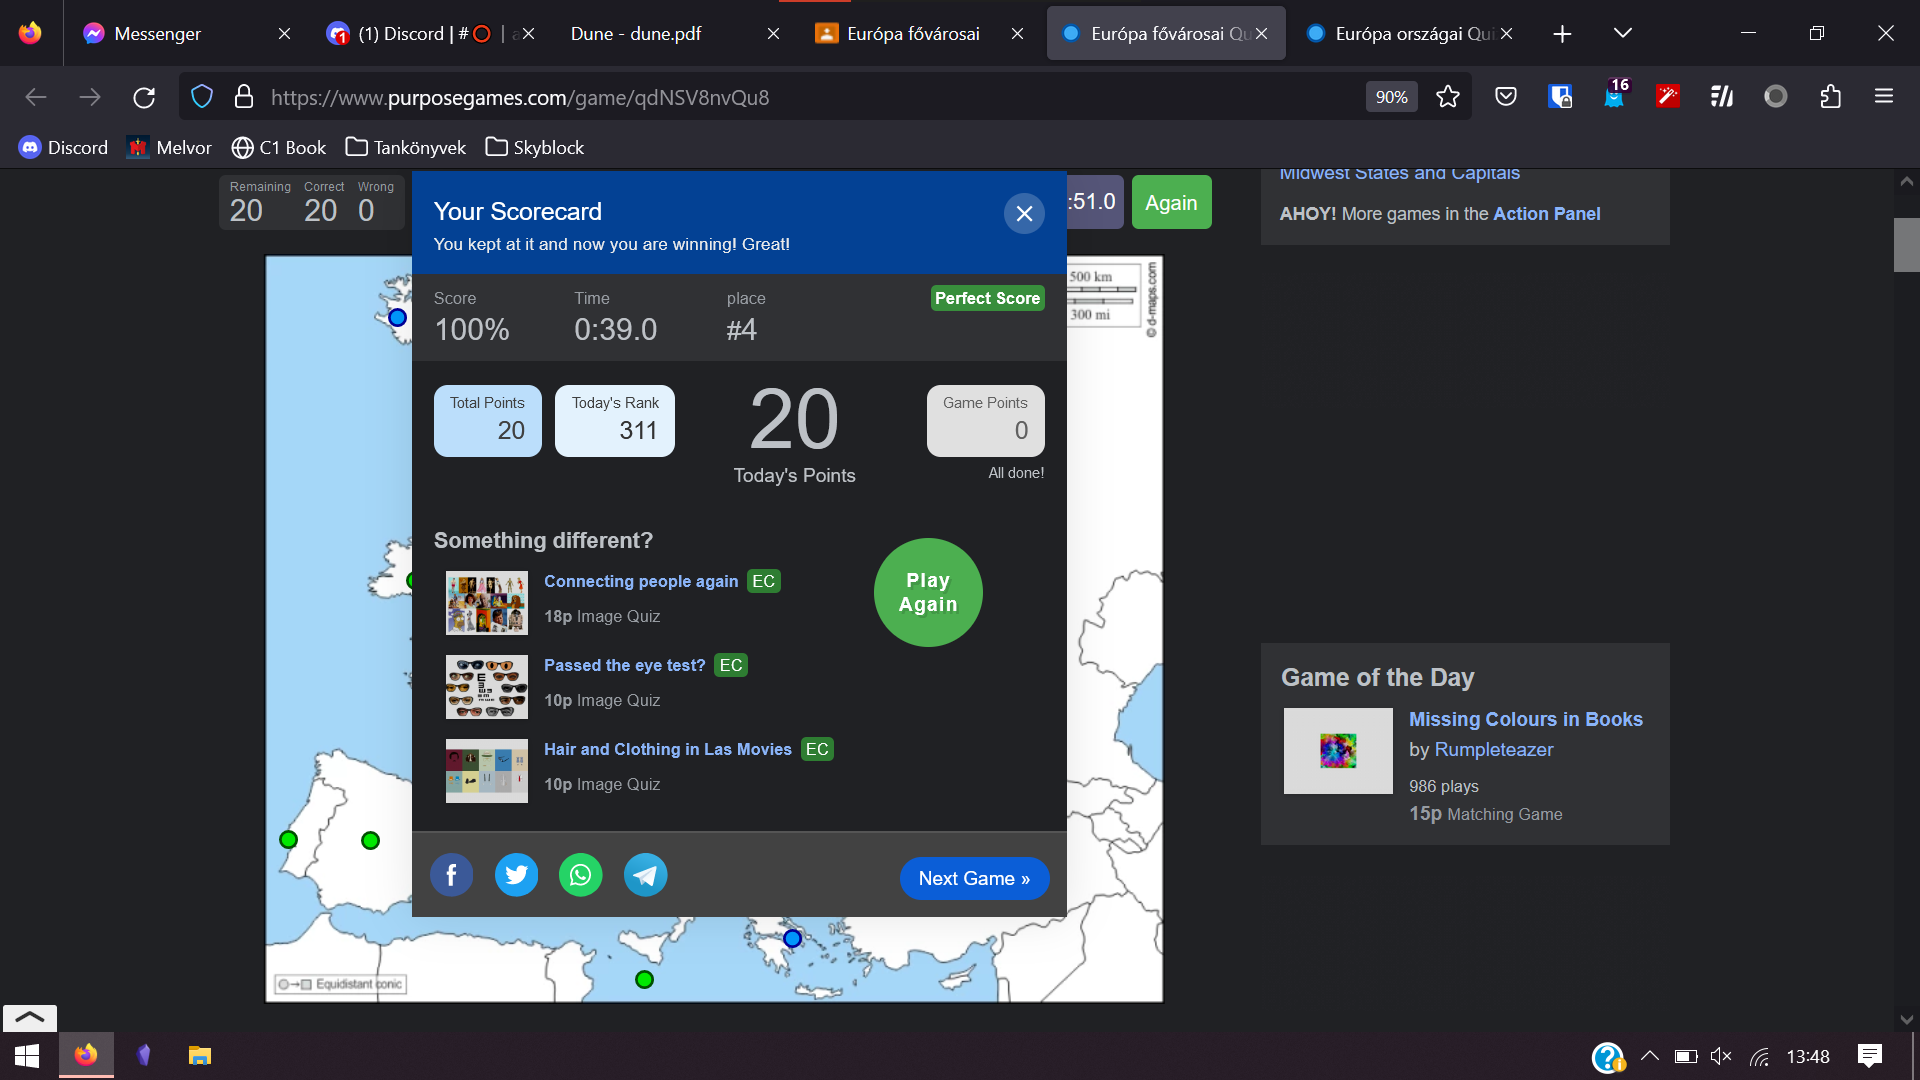 Messenger
(1) Discord | #⭕ | a
Dune - dune.pdf
Európa fővárosai
Európa fővárosai Qu
Európa országai Qui
https://www.purposegames.com/game/qdNSV8nvQu8
90%
16
Discord
Melvor
C1 Book
Tankönyvek
Skyblock
Remaining
20
Correct
20
Wrong
0
:51.0
Again
Midwest States and Capitals
AHOY! More games in the Action Panel
Your Scorecard
You kept at it and now you are winning! Great!
Score
100%
Time
0:39.0
place
#4
Perfect Score
500 km
300 mi
© d-maps.com
Total Points
20
Today's Rank
311
20
Today's Points
Game Points
0
All done!
Something different?
Connecting people again EC
18p Image Quiz
Passed the eye test? EC
10p Image Quiz
Hair and Clothing in Las Movies EC
10p Image Quiz
Play
Again
Game of the Day
Missing Colours in Books
by Rumpleteazer
986 plays
15p Matching Game
Next Game »
Equidistant conic
13:48